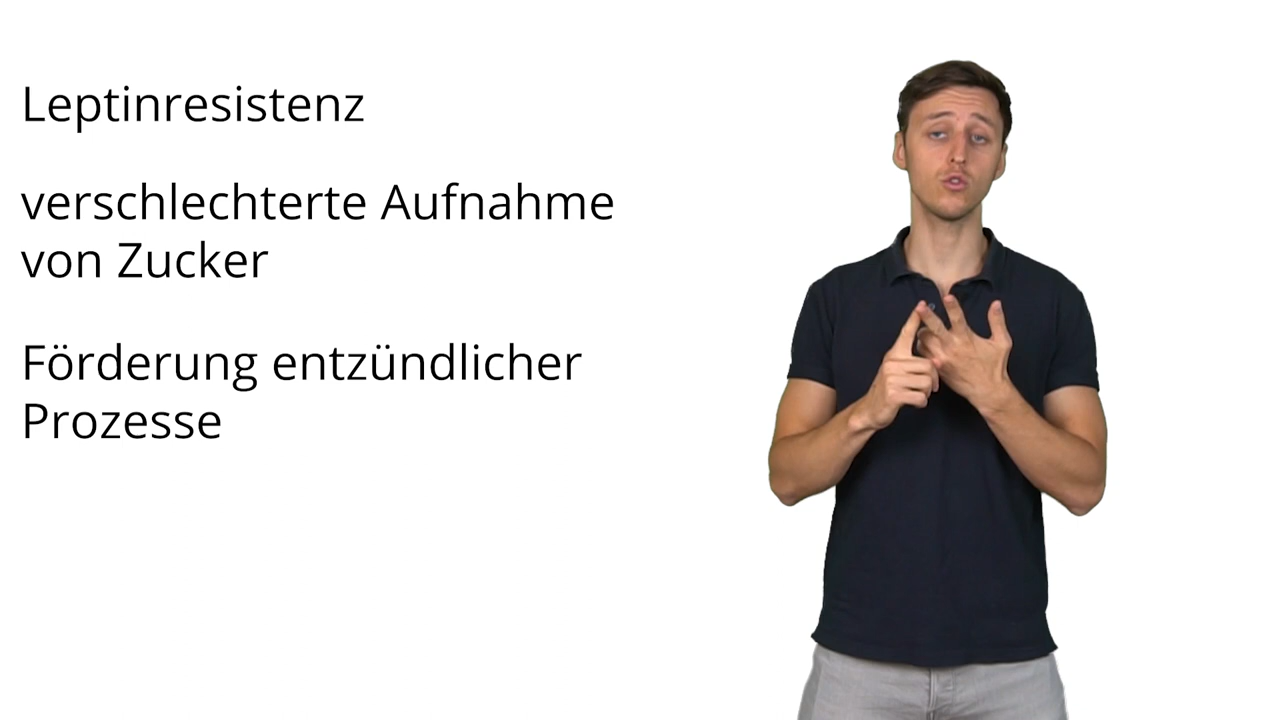 Leptinresistenz
verschlechterte Aufnahme
von Zucker
Förderung entzündlicher
Prozesse